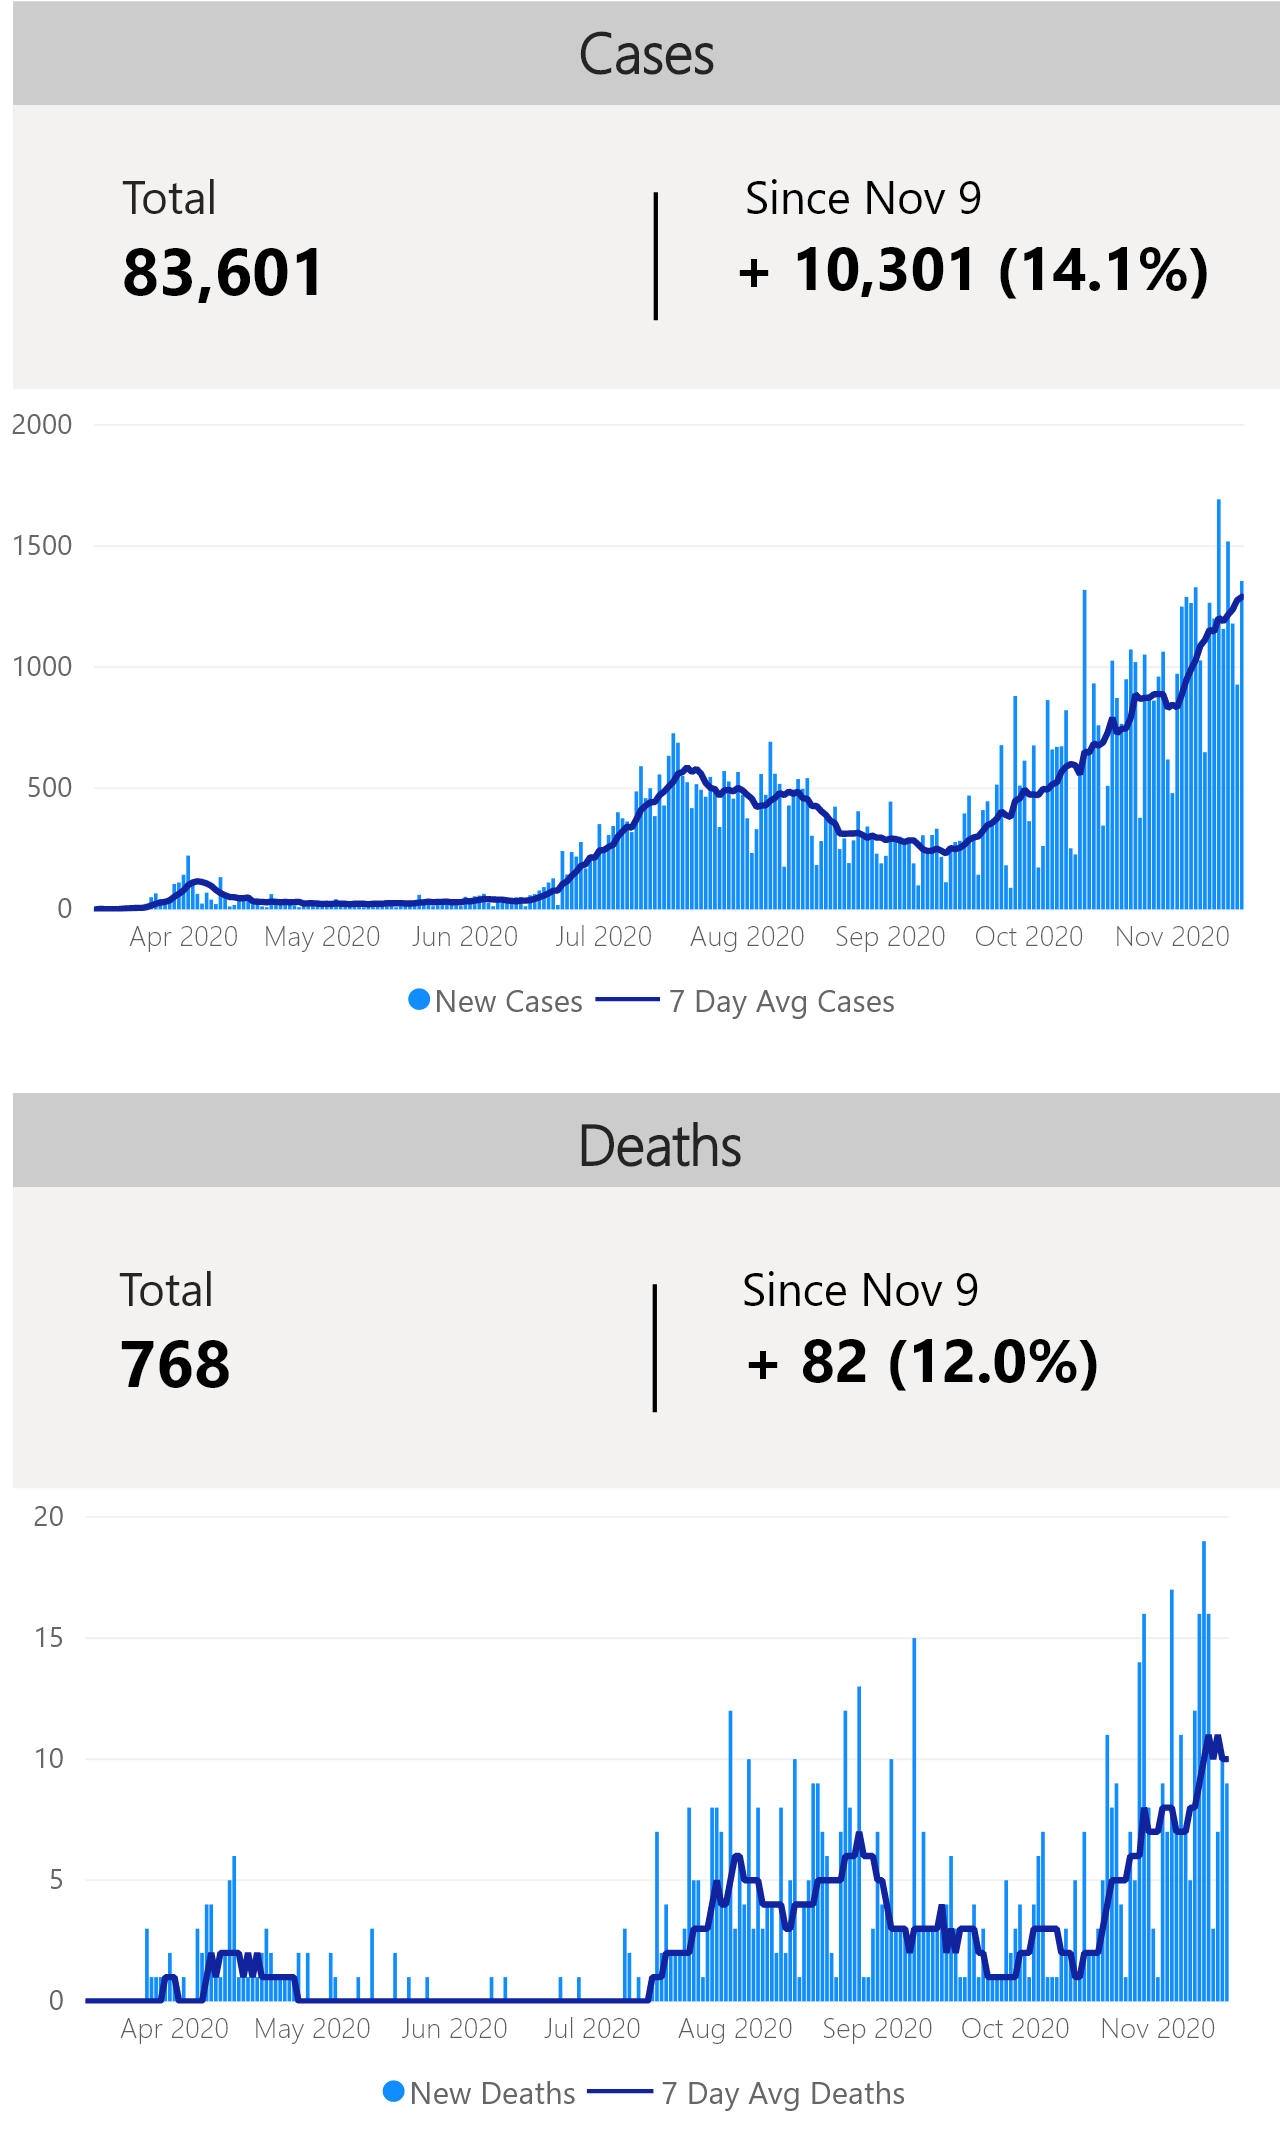 Cases
Total
Since Nov 9
83,601
+ 10,301 (14.1%)
2000
1500
1000
500
0
Apr 2020 May 2020 Jun 2020 Jul 2020 Aug 2020 Sep 2020 Oct 2020 Nov 2020
New Cases 7 Day Avg Cases
Deaths
Total
Since Nov 9
768
+ 82 (12.0%)
20
15
10
5
0
Apr 2020 May 2020 Jun 2020 Jul 2020 Aug 2020 Sep 2020 Oct 2020 Nov 2020
New Deaths 7 Day Avg Deaths